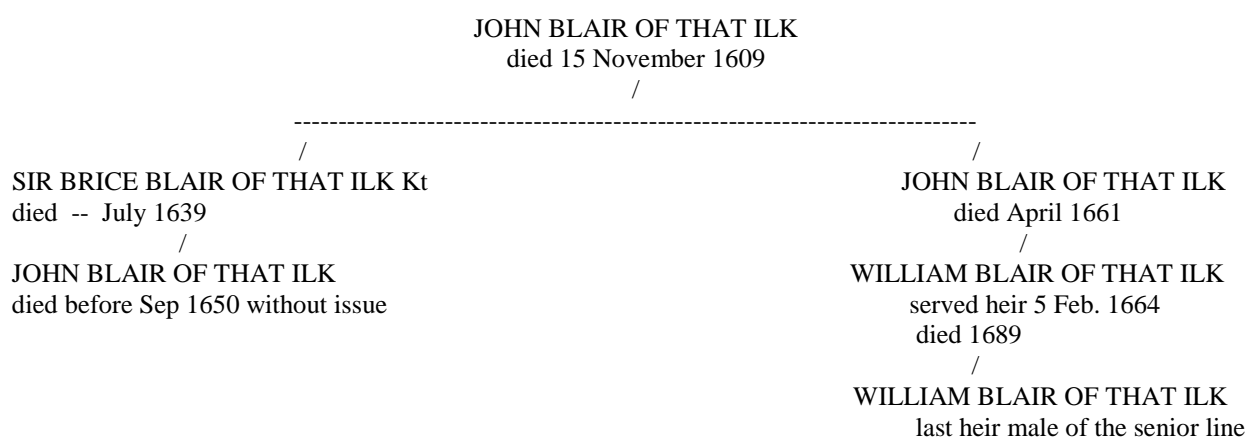 JOHN BLAIR OF THAT ILK
died 15 November 1609
/
-----------------------------------------------------------------------------
/ /
SIR BRICE BLAIR OF THAT ILK Kt JOHN BLAIR OF THAT ILK
died -- July 1639 died April 1661
/ /
JOHN BLAIR OF THAT ILK WILLIAM BLAIR OF THAT ILK
died before Sep 1650 without issue served heir 5 Feb. 1664
died 1689
/
WILLIAM BLAIR OF THAT ILK
last heir male of the senior line